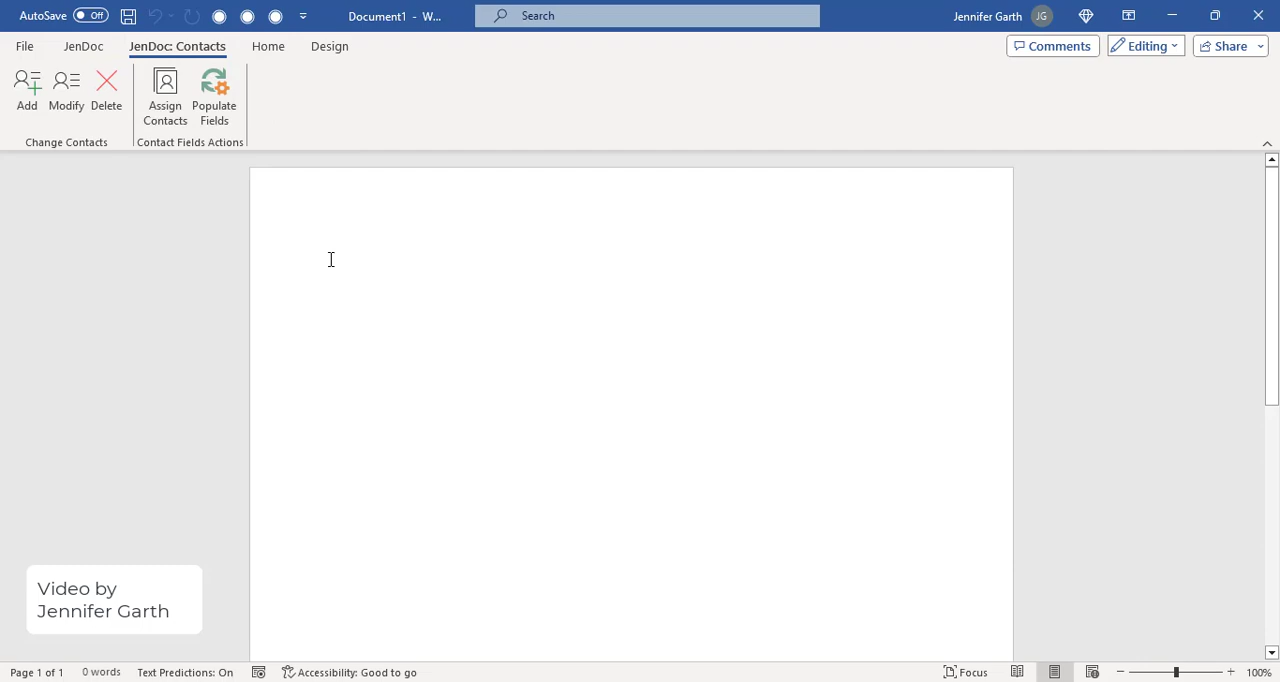 AutoSave Off Document1 - W... Search Jennifer Garth JG
File JenDoc JenDoc: Contacts Home Design Comments Editing Share
Add Modify Delete Assign Contacts Populate Fields
Change Contacts Contact Fields Actions
Video by
Jennifer Garth
Page 1 of 1 0 words Text Predictions: On Accessibility: Good to go Focus 100%